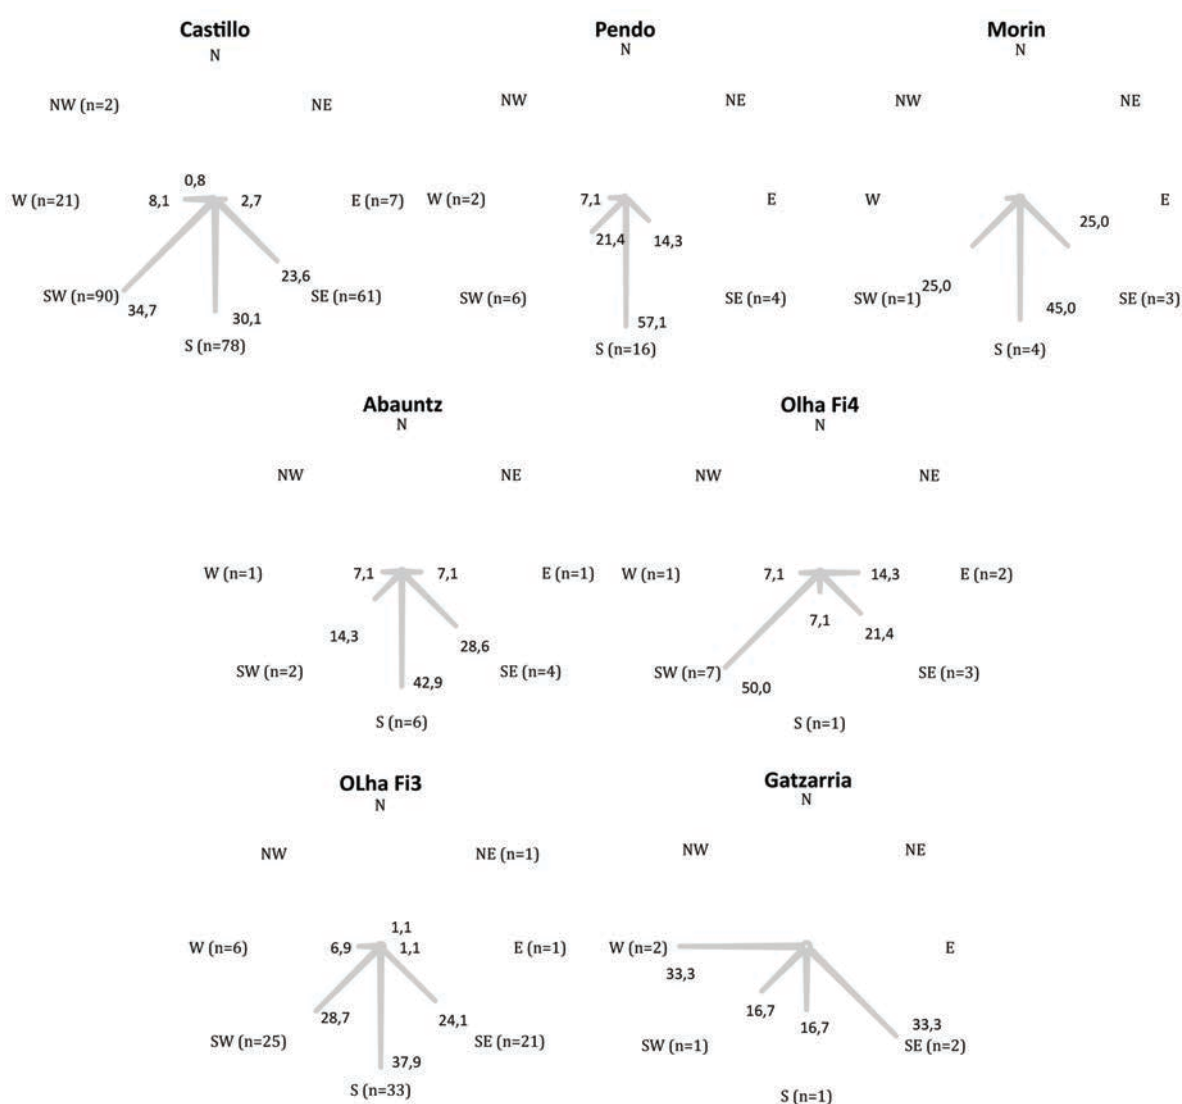 Castillo
N
NW (n=2)
NE
0,8
W (n=21)
8,1
2,7
E (n=7)
23,6
SW (n=90)
SE (n=61)
34,7
30,1
S (n=78)
Pendo
N
NW
NE
W (n=2)
7,1
E
21,4
14,3
SW (n=6)
SE (n=4)
57,1
S (n=16)
Morin
N
NW
NE
W
E
25,0
25,0
SW (n=1)
SE (n=3)
45,0
S (n=4)
Abauntz
N
NW
NE
W (n=1)
7,1
7,1
E (n=1)
14,3
28,6
SW (n=2)
SE (n=4)
42,9
S (n=6)
Olha Fi4
N
NW
NE
W (n=1)
7,1
14,3
E (n=2)
7,1
21,4
SW (n=7)
SE (n=3)
50,0
S (n=1)
OLha Fi3
N
NW
NE (n=1)
1,1
W (n=6)
6,9
1,1
E (n=1)
28,7
24,1
SW (n=25)
SE (n=21)
37,9
S (n=33)
Gatzarria
N
NW
NE
W (n=2)
E
33,3
16,7
16,7
33,3
SW (n=1)
SE (n=2)
S (n=1)